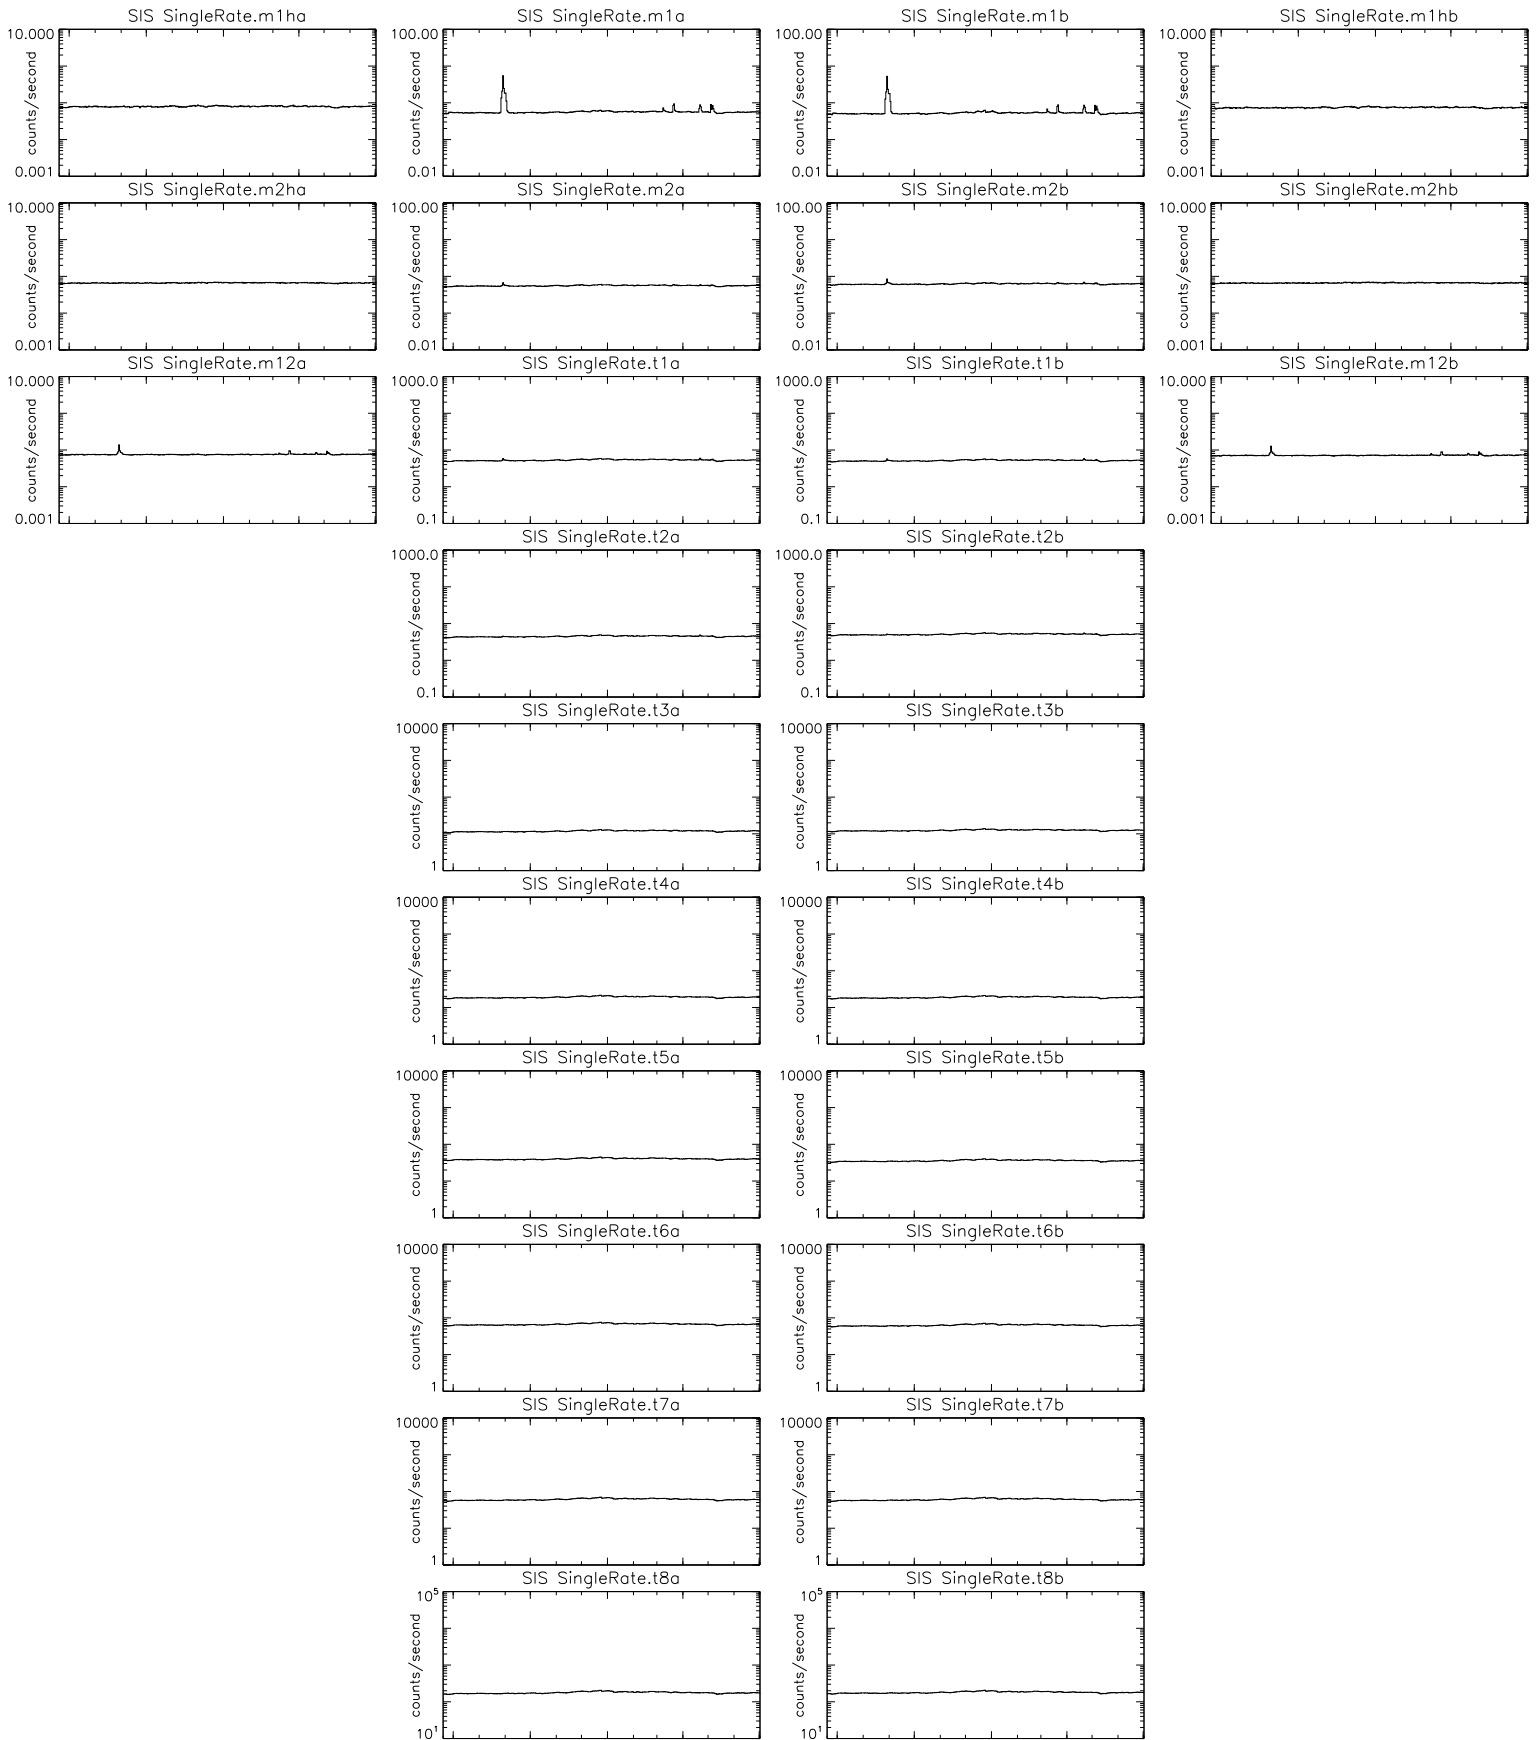 SIS SingleRate.m1ha
10.000
counts/second
0.001
SIS SingleRate.m1a
100.00
counts/second
0.01
SIS SingleRate.m1b
100.00
counts/second
0.01
SIS SingleRate.m1hb
10.000
counts/second
0.001
SIS SingleRate.m2ha
10.000
counts/second
0.001
SIS SingleRate.m2a
100.00
counts/second
0.01
SIS SingleRate.m2b
100.00
counts/second
0.01
SIS SingleRate.m2hb
10.000
counts/second
0.001
SIS SingleRate.m12a
10.000
counts/second
0.001
SIS SingleRate.t1a
1000.0
counts/second
0.1
SIS SingleRate.t1b
1000.0
counts/second
0.1
SIS SingleRate.m12b
10.000
counts/second
0.001
SIS SingleRate.t2a
1000.0
counts/second
0.1
SIS SingleRate.t2b
1000.0
counts/second
0.1
SIS SingleRate.t3a
10000
counts/second
1
SIS SingleRate.t3b
10000
counts/second
1
SIS SingleRate.t4a
10000
counts/second
1
SIS SingleRate.t4b
10000
counts/second
1
SIS SingleRate.t5a
10000
counts/second
1
SIS SingleRate.t5b
10000
counts/second
1
SIS SingleRate.t6a
10000
counts/second
1
SIS SingleRate.t6b
10000
counts/second
1
SIS SingleRate.t7a
10000
counts/second
1
SIS SingleRate.t7b
10000
counts/second
1
SIS SingleRate.t8a
10⁵
counts/second
10¹
SIS SingleRate.t8b
10⁵
counts/second
10¹